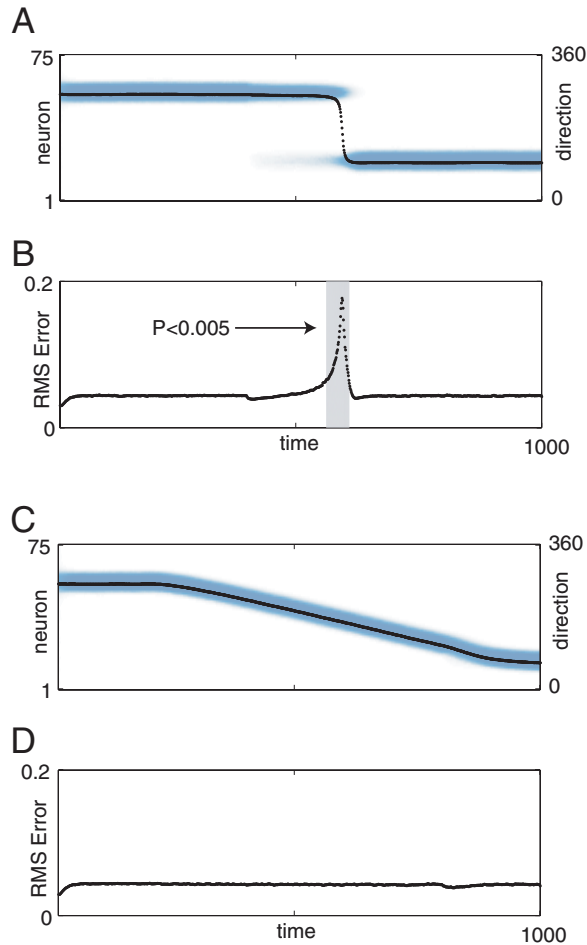 A
75
neuron
1
360
direction
0
B
0.2
RMS Error
0
P<0.005
time
1000
C
75
neuron
1
360
direction
0
D
0.2
RMS Error
0
time
1000